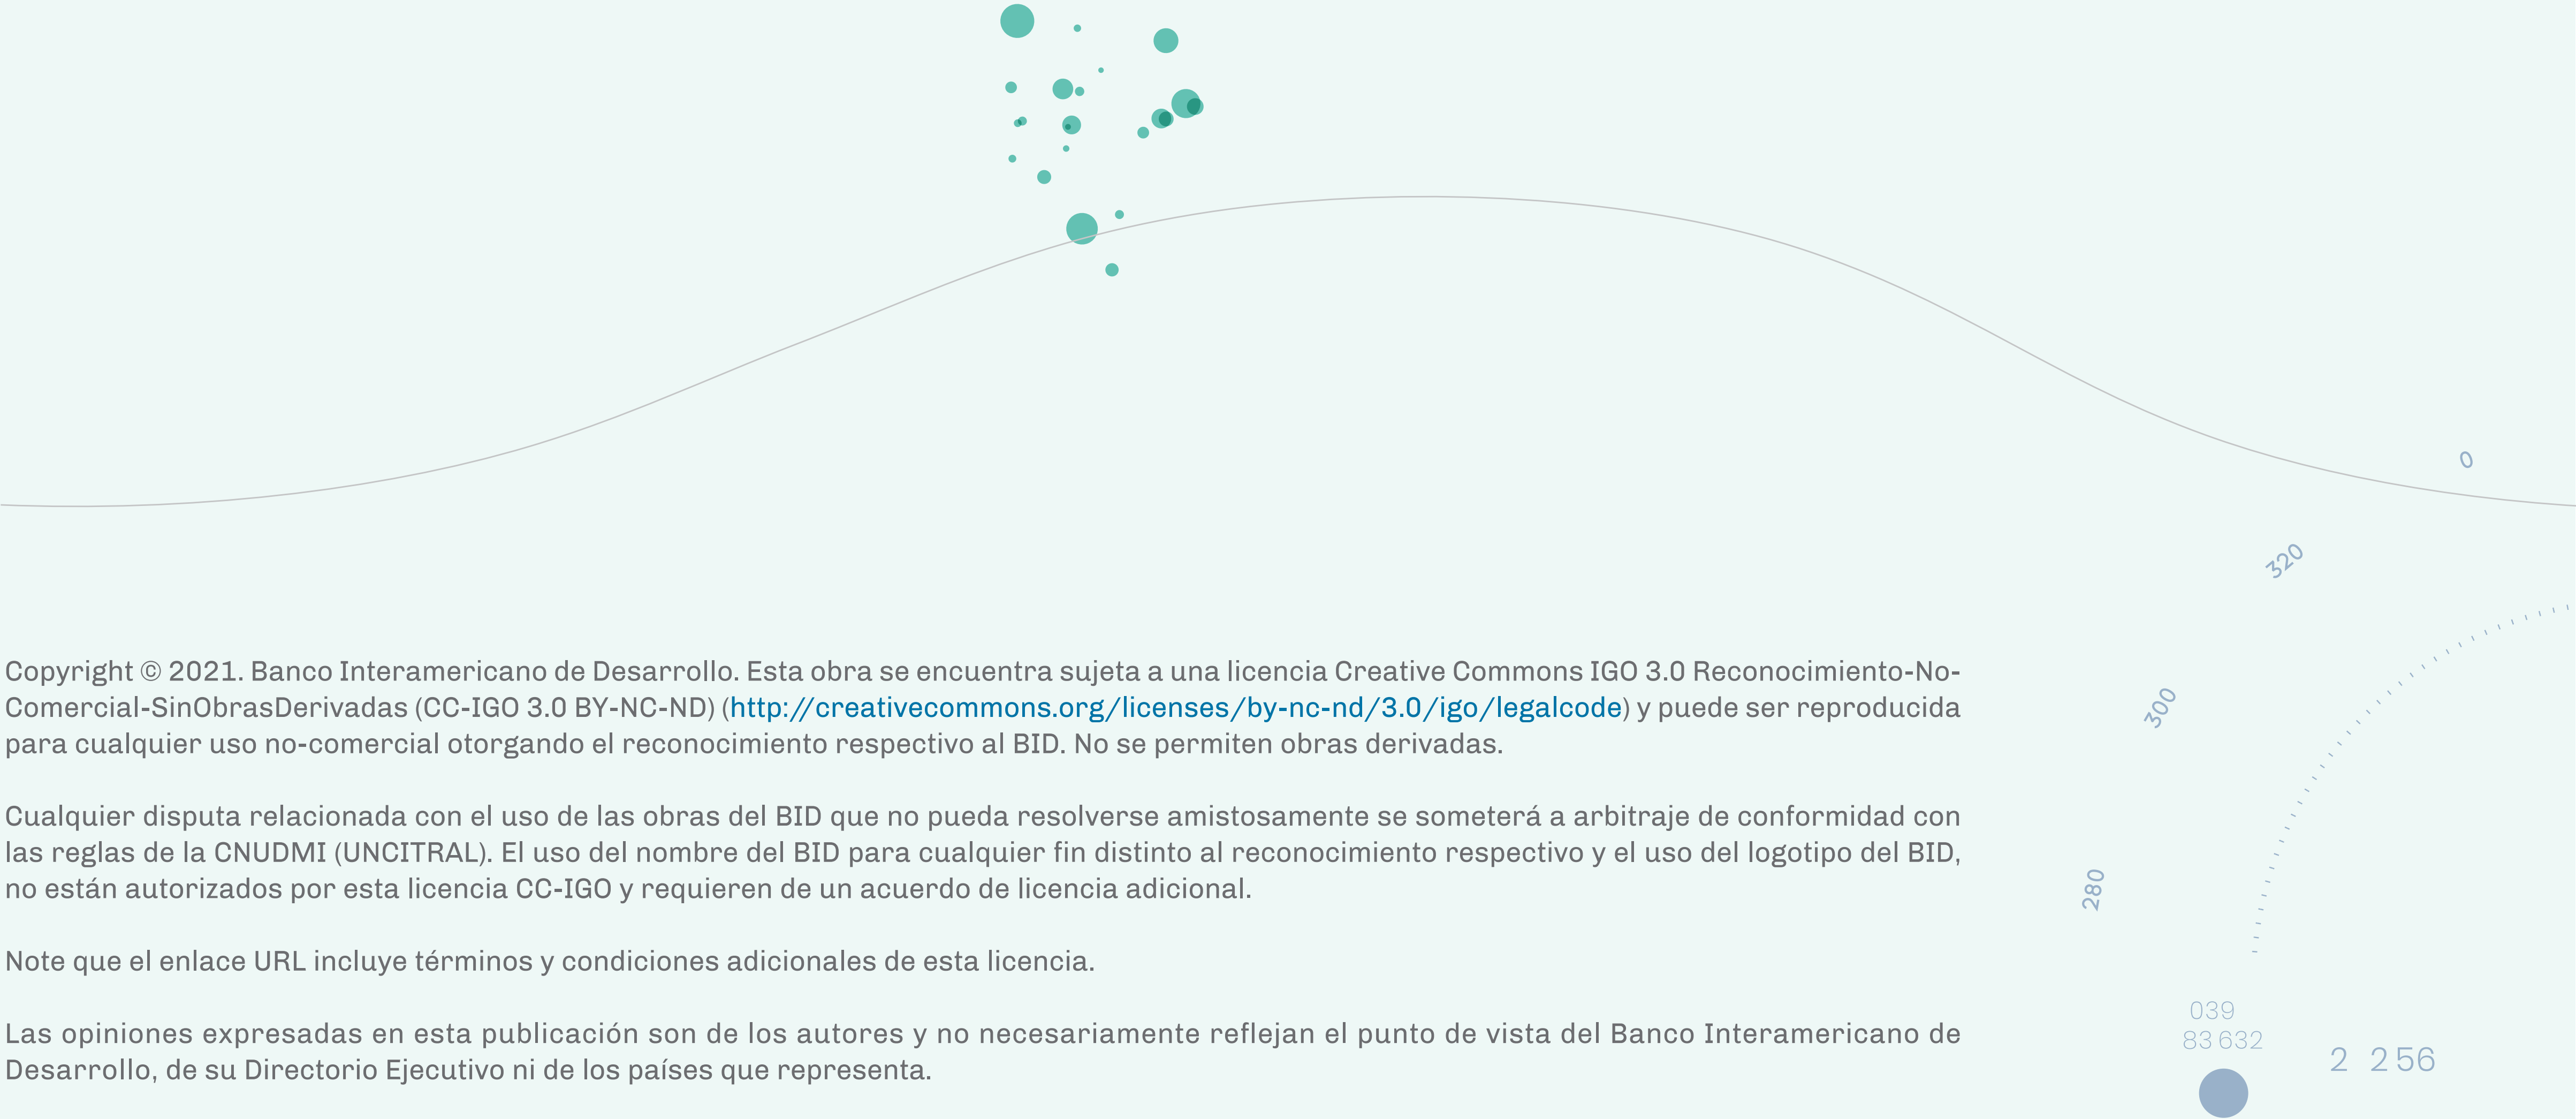 0
320
300
280
Copyright © 2021. Banco Interamericano de Desarrollo. Esta obra se encuentra sujeta a una licencia Creative Commons IGO 3.0 Reconocimiento-No-
Comercial-SinObrasDerivadas (CC-IGO 3.0 BY-NC-ND) (http://creativecommons.org/licenses/by-nc-nd/3.0/igo/legalcode) y puede ser reproducida
para cualquier uso no-comercial otorgando el reconocimiento respectivo al BID. No se permiten obras derivadas.
Cualquier disputa relacionada con el uso de las obras del BID que no pueda resolverse amistosamente se someterá a arbitraje de conformidad con
las reglas de la CNUDMI (UNCITRAL). El uso del nombre del BID para cualquier fin distinto al reconocimiento respectivo y el uso del logotipo del BID,
no están autorizados por esta licencia CC-IGO y requieren de un acuerdo de licencia adicional.
Note que el enlace URL incluye términos y condiciones adicionales de esta licencia.
Las opiniones expresadas en esta publicación son de los autores y no necesariamente reflejan el punto de vista del Banco Interamericano de
Desarrollo, de su Directorio Ejecutivo ni de los países que representa.
039
83 632
2 256